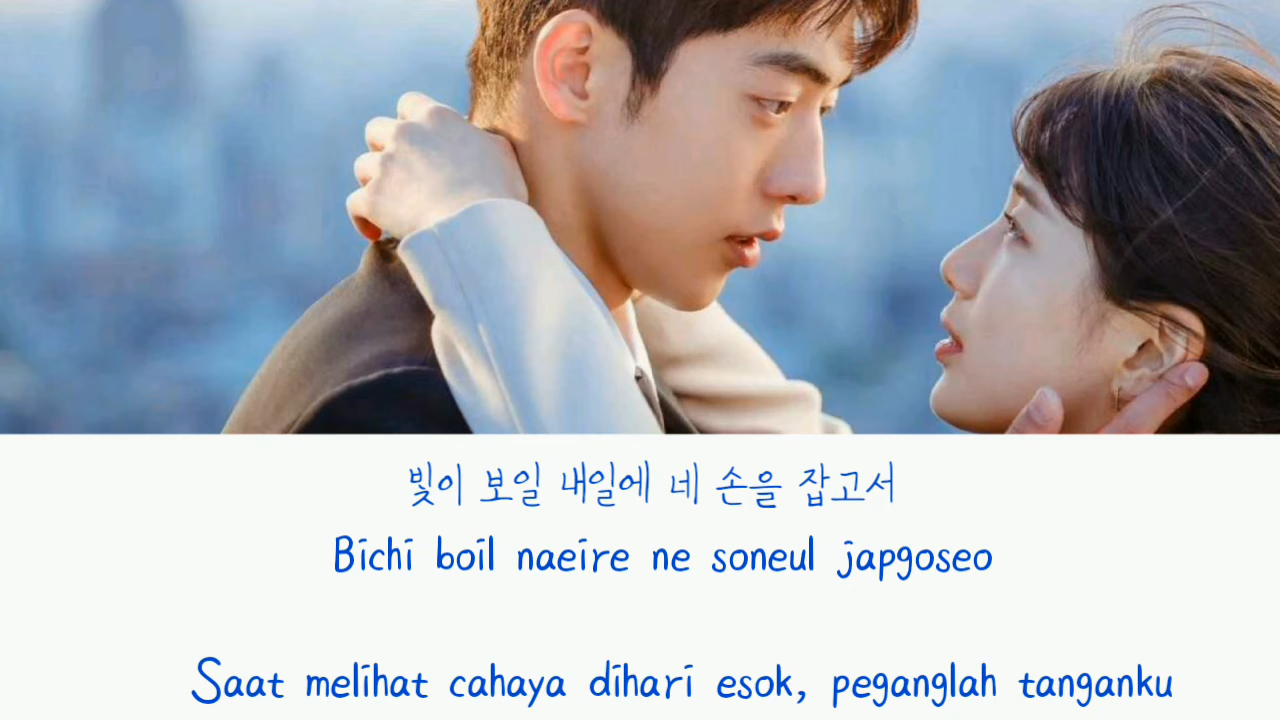 빛이 보일 내일에 네 손을 잡고서
Bichi boil naeire ne soneul japgoseo
Saat melihat cahaya dihari esok, peganglah tanganku